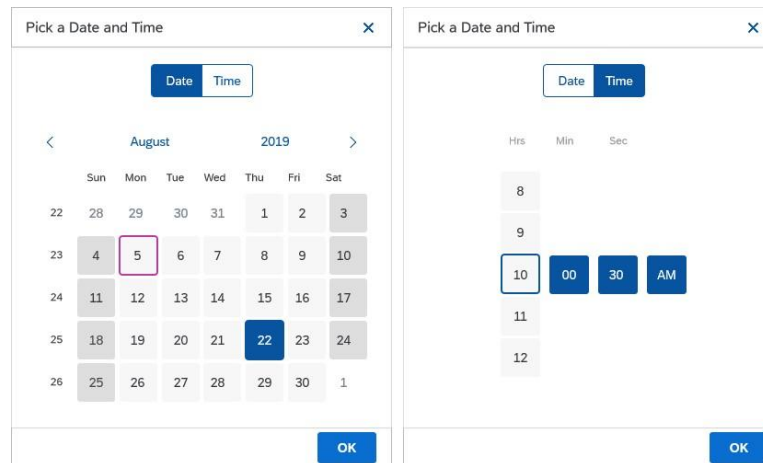 Pick a Date and Time ✕
Date Time
< August 2019 >
Sun Mon Tue Wed Thu Fri Sat
22 28 29 30 31 1 2 3
23 4 5 6 7 8 9 10
24 11 12 13 14 15 16 17
25 18 19 20 21 22 23 24
26 25 26 27 28 29 30 1
OK
Pick a Date and Time ✕
Date Time
Hrs Min Sec
8
9
10 00 30 AM
11
12
OK